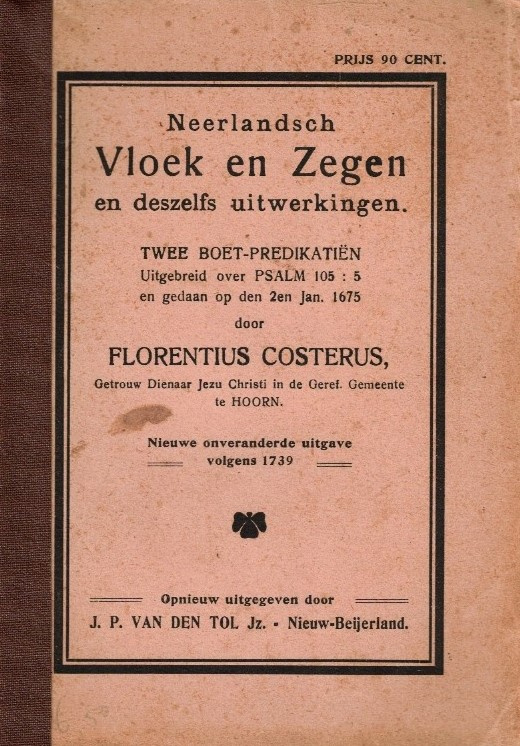 PRIJS 90 CENT.
Neerlandsch
Vloek en Zegen
en deszelfs uitwerkingen.
TWEE BOET-PREDIKATIËN
Uitgebreid over PSALM 105 : 5
en gedaan op den 2en Jan. 1675
door
FLORENTIUS COSTERUS,
Getrouw Dienaar Jezu Christi in de Geref. Gemeente
te HOORN.
Nieuwe onveranderde uitgave
volgens 1739
Opnieuw uitgegeven door
J. P. VAN DEN TOL Jz. - Nieuw-Beijerland.